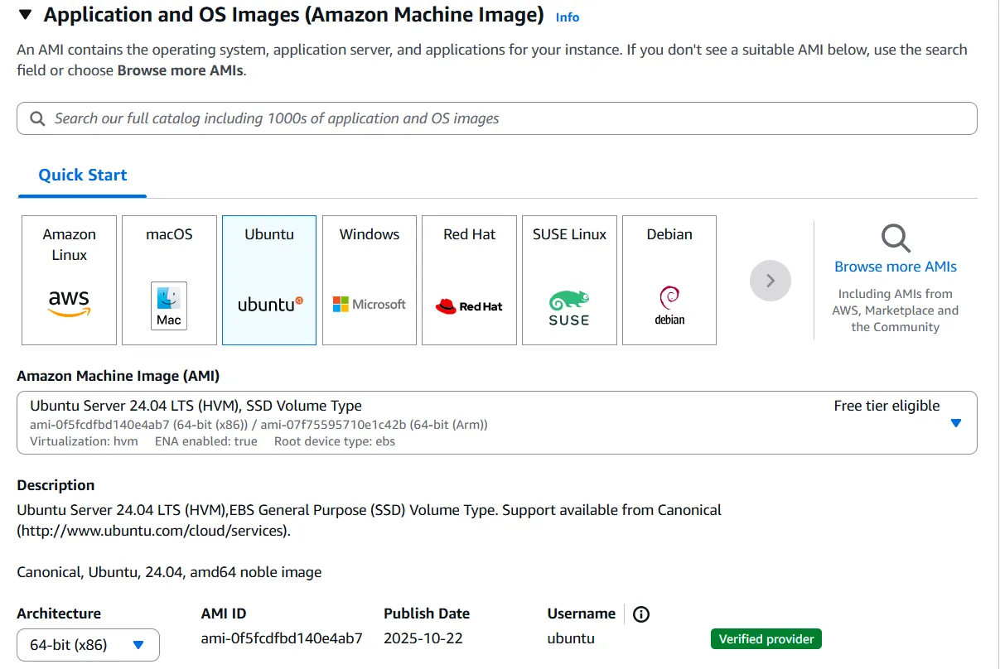 Application and OS Images (Amazon Machine Image) Info
An AMI contains the operating system, application server, and applications for your instance. If you don't see a suitable AMI below, use the search
field or choose Browse more AMIs.
Search our full catalog including 1000s of application and OS images
Quick Start
Amazon
Linux
aws
macOS
Mac
Ubuntu
ubuntu
Windows
Microsoft
Red Hat
Red Hat
SUSE Linux
SUSE
Debian
debian
Browse more AMIs
Including AMIs from
AWS, Marketplace and
the Community
Amazon Machine Image (AMI)
Ubuntu Server 24.04 LTS (HVM), SSD Volume Type
Free tier eligible
ami-0f5fcdfbd140e4ab7 (64-bit (x86)) / ami-07f75595710e1c42b (64-bit (Arm))
Virtualization: hvm ENA enabled: true Root device type: ebs
Description
Ubuntu Server 24.04 LTS (HVM),EBS General Purpose (SSD) Volume Type. Support available from Canonical
(http://www.ubuntu.com/cloud/services).
Canonical, Ubuntu, 24.04, amd64 noble image
Architecture AMI ID Publish Date Username
64-bit (x86) ami-0f5fcdfbd140e4ab7 2025-10-22 ubuntu Verified provider